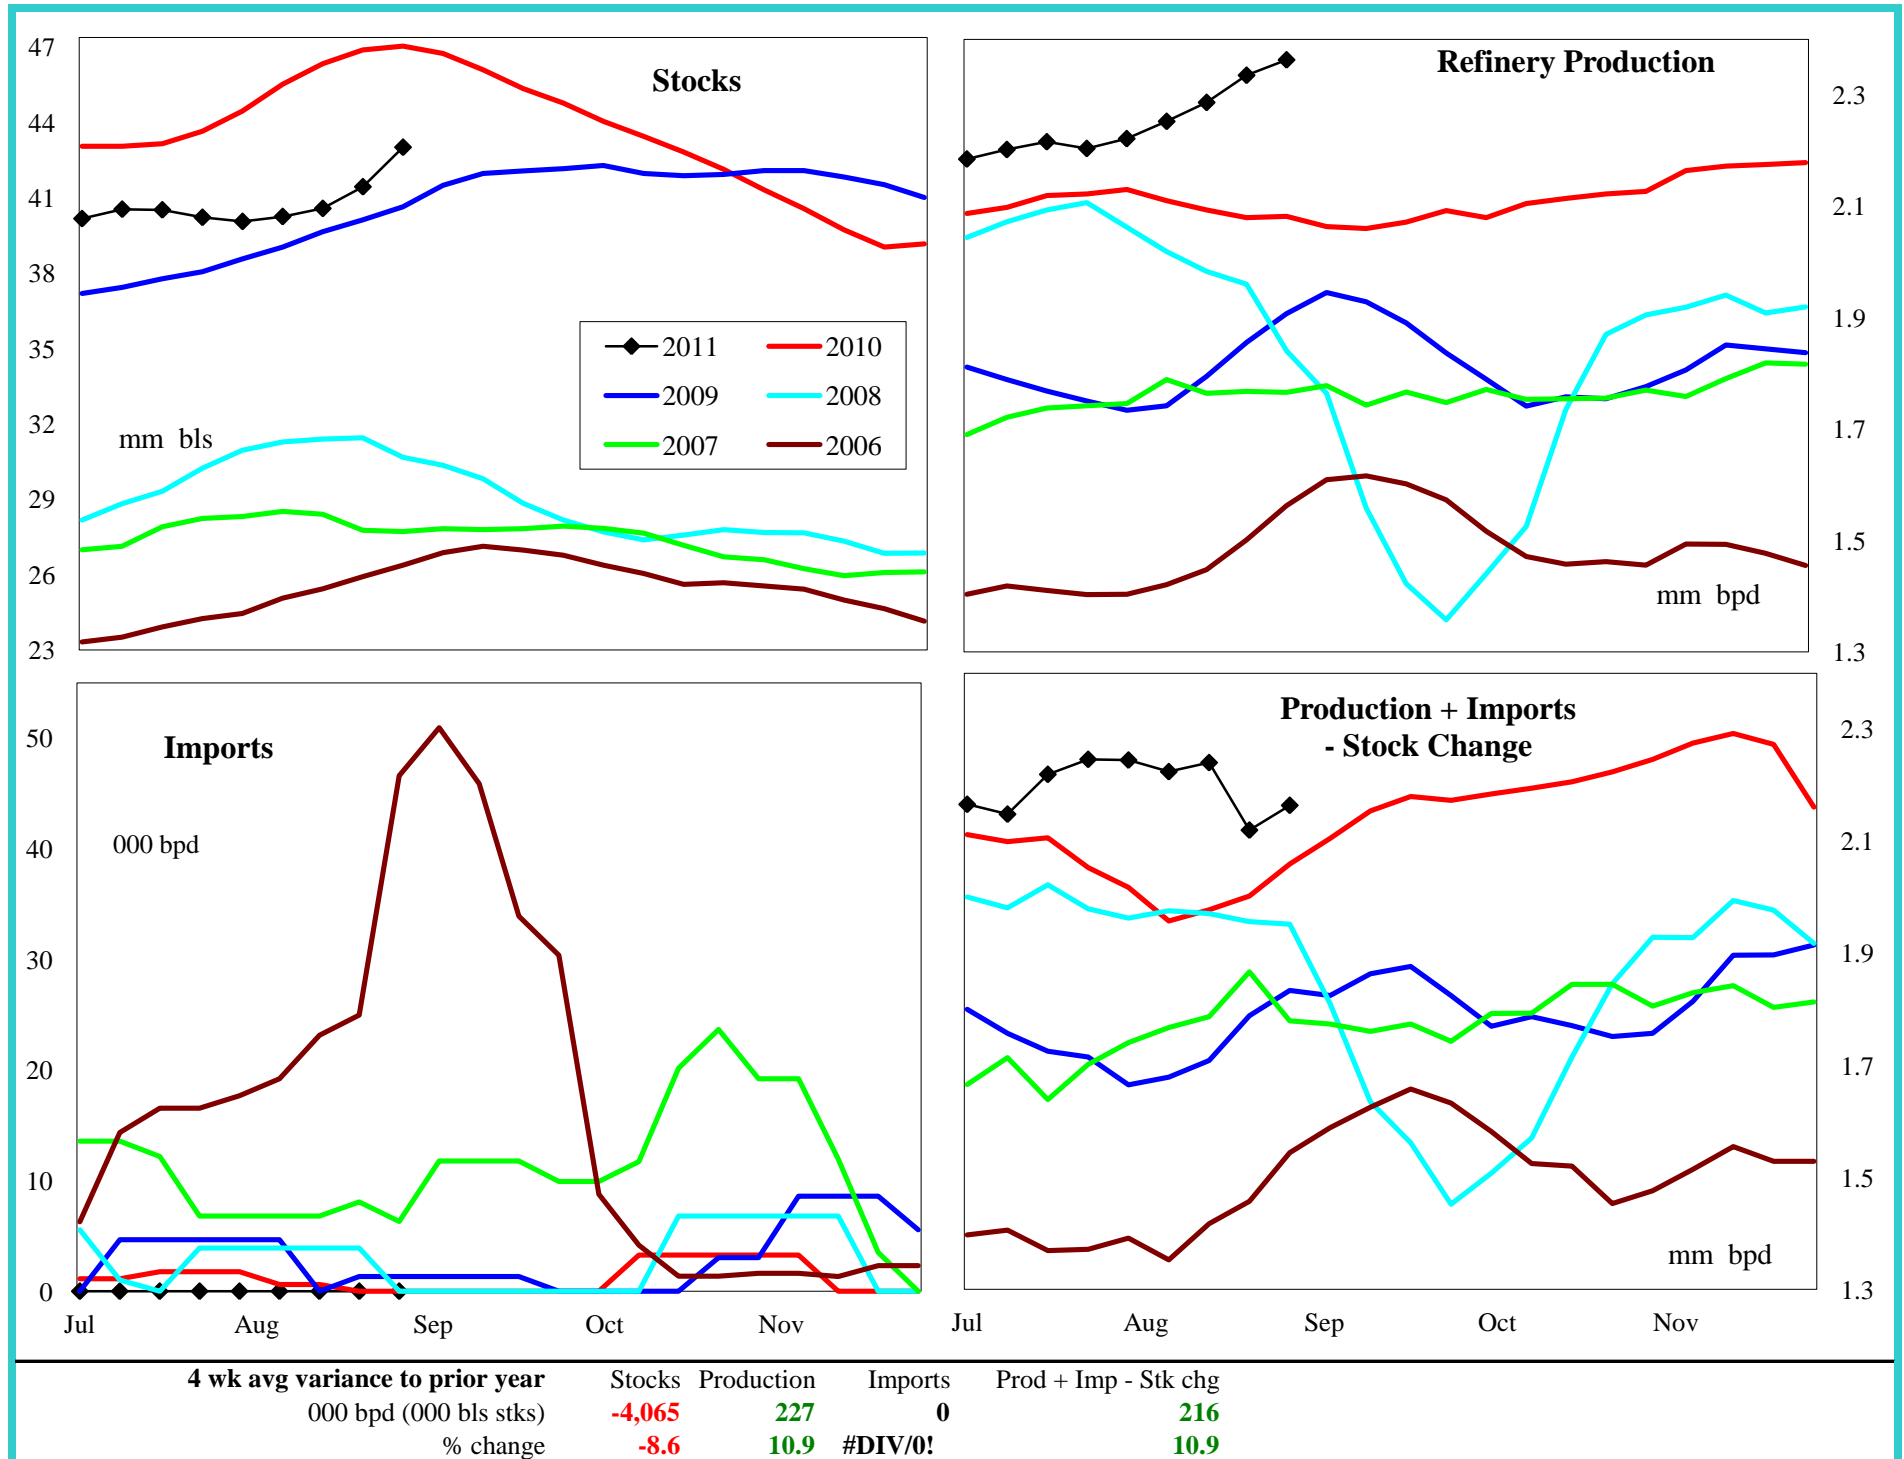 Stocks
47
44
41
38
35
32
29
26
23
mm bls
2011
2010
2009
2008
2007
2006
Refinery Production
2.3
2.1
1.9
1.7
1.5
1.3
mm bpd
Imports
000 bpd
50
40
30
20
10
0
Jul Aug Sep Oct Nov
Production + Imports
- Stock Change
2.3
2.1
1.9
1.7
1.5
1.3
mm bpd
Jul Aug Sep Oct Nov
4 wk avg variance to prior year Stocks Production Imports Prod + Imp - Stk chg
000 bpd (000 bls stks) -4,065 227 0 216
% change -8.6 10.9 #DIV/0! 10.9